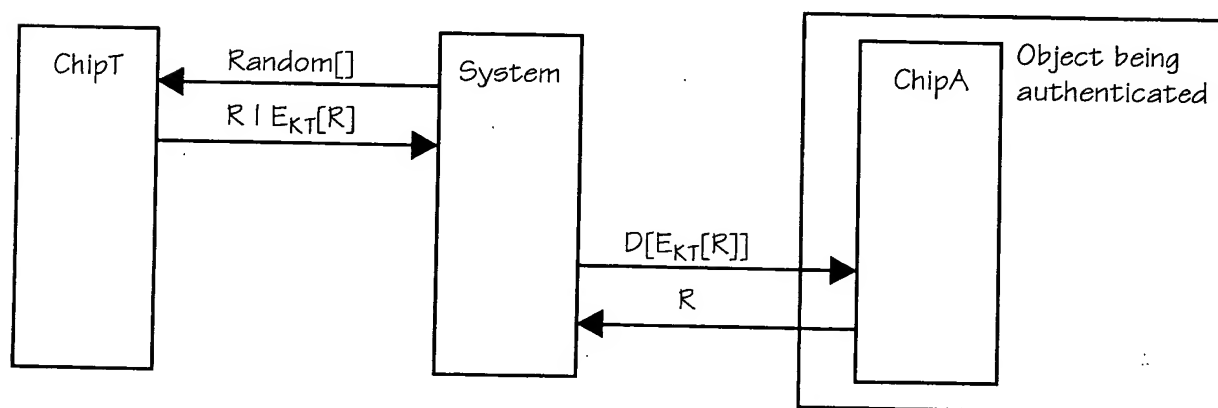 ChipT
Random[]
R | E_KT[R]
System
D[E_KT[R]]
R
ChipA
Object being
authenticated